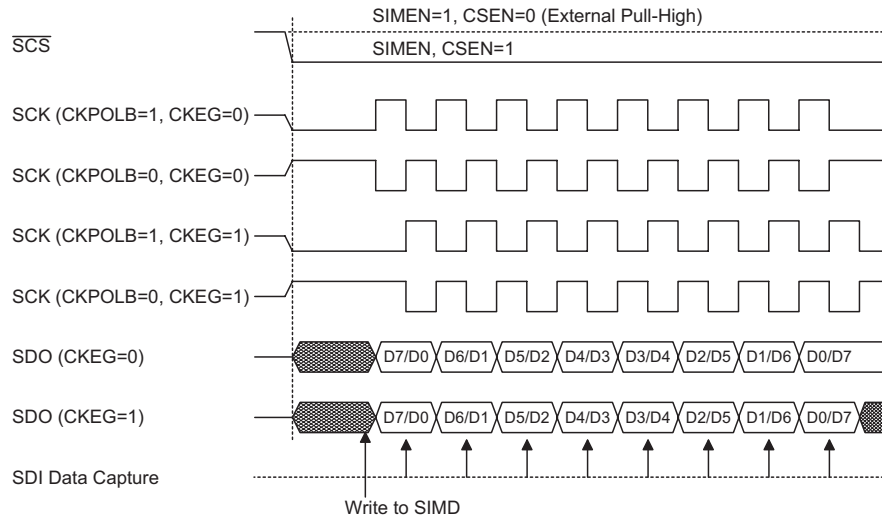 SIMEN=1, CSEN=0 (External Pull-High)
SCS
SIMEN, CSEN=1
SCK (CKPOLB=1, CKEG=0)
SCK (CKPOLB=0, CKEG=0)
SCK (CKPOLB=1, CKEG=1)
SCK (CKPOLB=0, CKEG=1)
SDO (CKEG=0) D7/D0 D6/D1 D5/D2 D4/D3 D3/D4 D2/D5 D1/D6 D0/D7
SDO (CKEG=1) D7/D0 D6/D1 D5/D2 D4/D3 D3/D4 D2/D5 D1/D6 D0/D7
SDI Data Capture
Write to SIMD